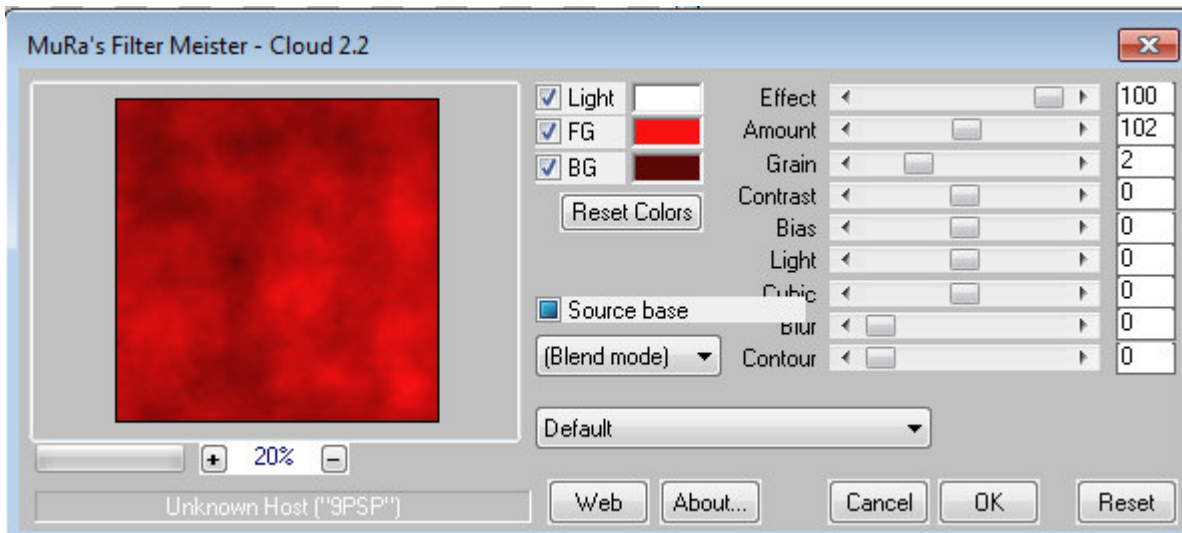 MuRa's Filter Meister - Cloud 2.2
Light
FG
BG
Reset Colors
Source base
(Blend mode)
Effect 100
Amount 102
Grain 2
Contrast 0
Bias 0
Light 0
Cubic 0
Blur 0
Contour 0
Default
+ 20% -
Unknown Host ("9PSP")
Web About... Cancel OK Reset